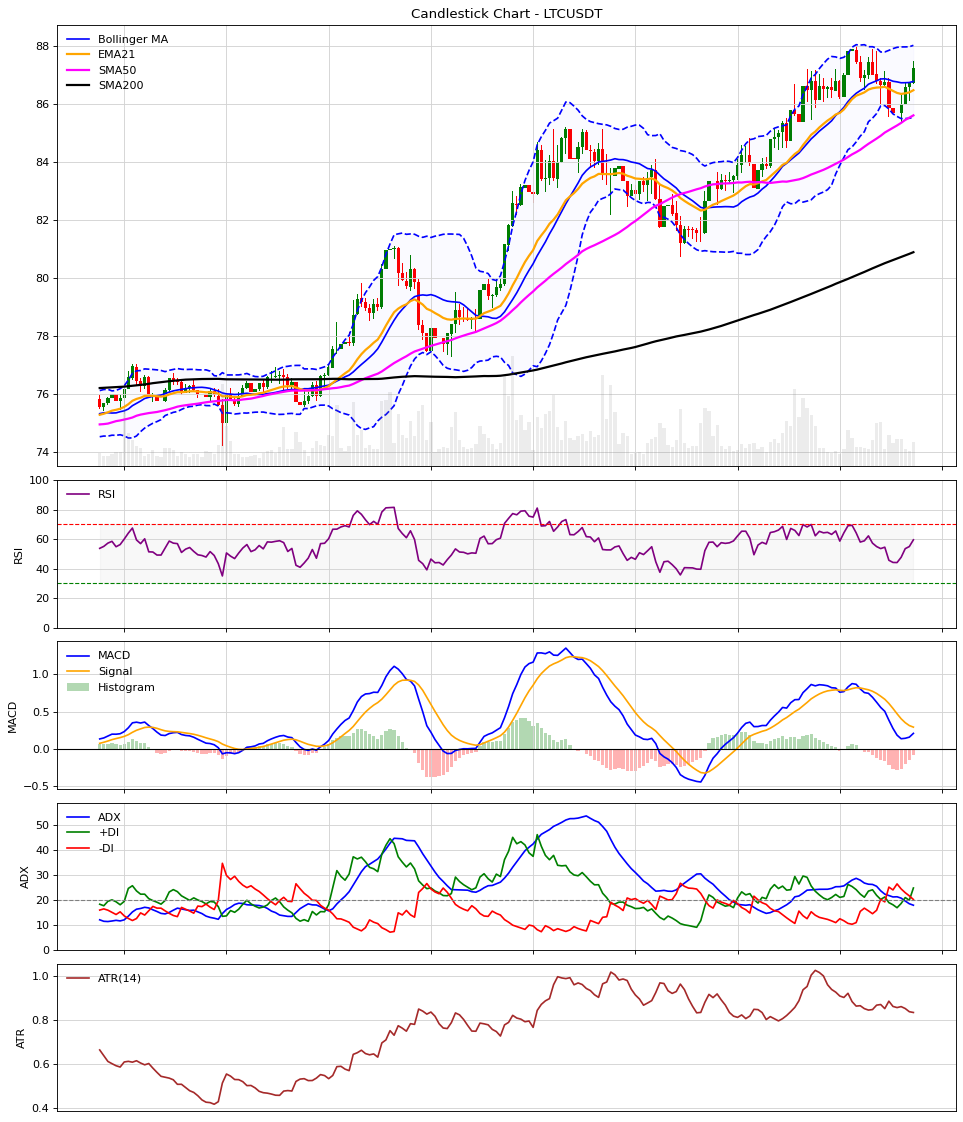 Candlestick Chart - LTCUSDT
Bollinger MA
EMA21
SMA50
SMA200
88
86
84
82
80
78
76
74
100
80
60
40
20
0
RSI
RSI
1.0
0.5
0.0
−0.5
MACD
MACD
Signal
Histogram
50
40
30
20
10
0
ADX
ADX
+DI
-DI
1.0
0.8
0.6
0.4
ATR
ATR(14)